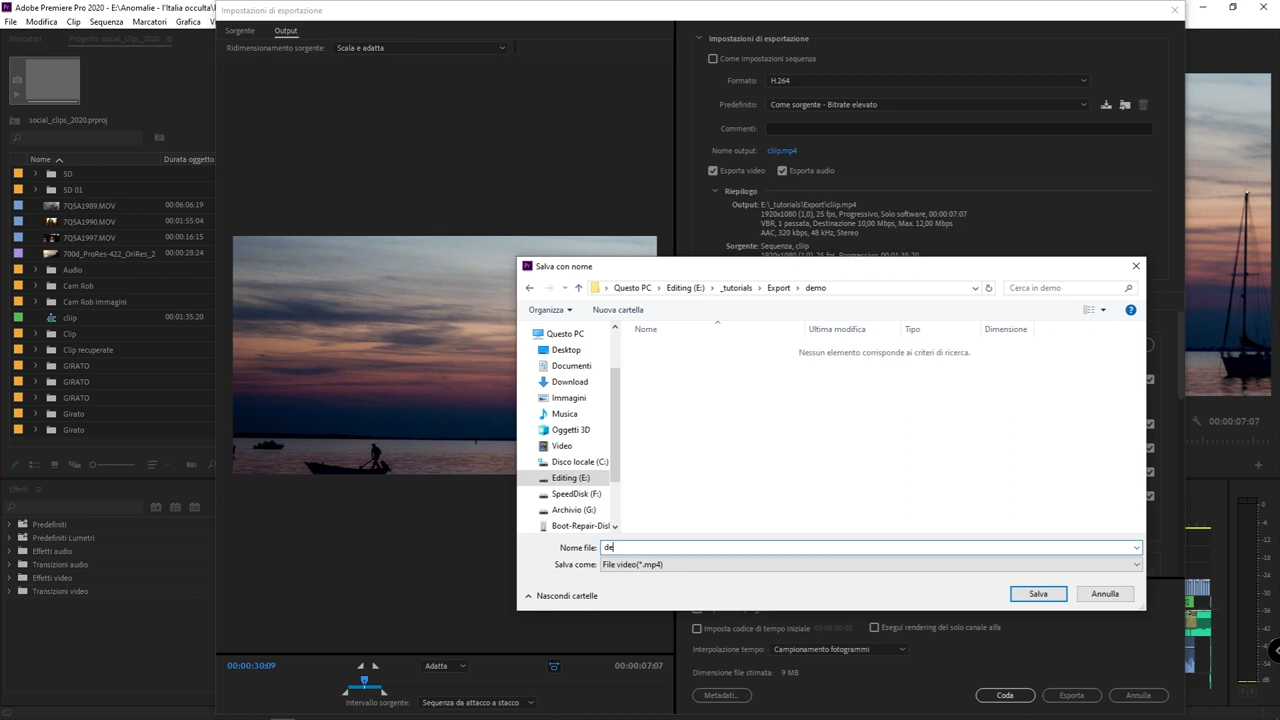 Adobe Premiere Pro 2020 - E:\Anomalie - l'Italia occulta\
File Modifica Clip Sequenza Marcatori Grafica
Marcatori Progetto: social_clips_2020
social_clips_2020.prproj
Nome Durata oggetto
5D
5D 01
7Q5A1989.MOV 00:06:06:19
7Q5A1990.MOV 00:01:55:04
7Q5A1997.MOV 00:00:16:15
700d_ProRes-422_OriRes_2 00:00:28:24
Audio
Cam Rob
Cam Rob immagini
cliip 00:01:35:20
Clip
Clip recuperate
GIRATO
GIRATO
GIRATO
Girato
Girato
Effetti
Predefiniti
Predefiniti Lumetri
Effetti audio
Transizioni audio
Effetti video
Transizioni video
Impostazioni di esportazione
Sorgente Output
Ridimensionamento sorgente: Scala e adatta
00:00:30:09 Adatta 00:00:07:07
Intervallo sorgente: Sequenza da attacco a stacco
Impostazioni di esportazione
Come impostazioni sequenza
Formato: H.264
Predefinito: Come sorgente - Bitrate elevato
Commenti:
Nome output: cliip.mp4
Esporta video Esporta audio
Riepilogo
Output: E:\_tutorials\Export\cliip.mp4
1920x1080 (1,0), 25 fps, Progressivo, Solo software, 00:00:07:07
VBR, 1 passata, Destinazione 10,00 Mbps, Max. 12,00 Mbps
AAC, 320 kbps, 48 kHz, Stereo
Sorgente: Sequenza, cliip
Salva con nome
Questo PC Editing (E:) _tutorials Export demo Cerca in demo
Organizza Nuova cartella
Questo PC
Desktop
Documenti
Download
Immagini
Musica
Oggetti 3D
Video
Disco locale (C:)
Editing (E:)
SpeedDisk (F:)
Archivio (G:)
Boot-Repair-Disl
Nome Ultima modifica Tipo Dimensione
Nessun elemento corrisponde ai criteri di ricerca.
Nome file: de
Salva come: File video(*.mp4)
Nascondi cartelle Salva Annulla
Imposta codice di tempo iniziale 00:00:00:00 Esegui rendering del solo canale alfa
Interpolazione tempo: Campionamento fotogrammi
Dimensione file stimata: 9 MB
Metadati... Coda Esporta Annulla
00:00:07:07
0
-6
-12
-18
-24
-30
-36
-42
-48
-54
dB
S S